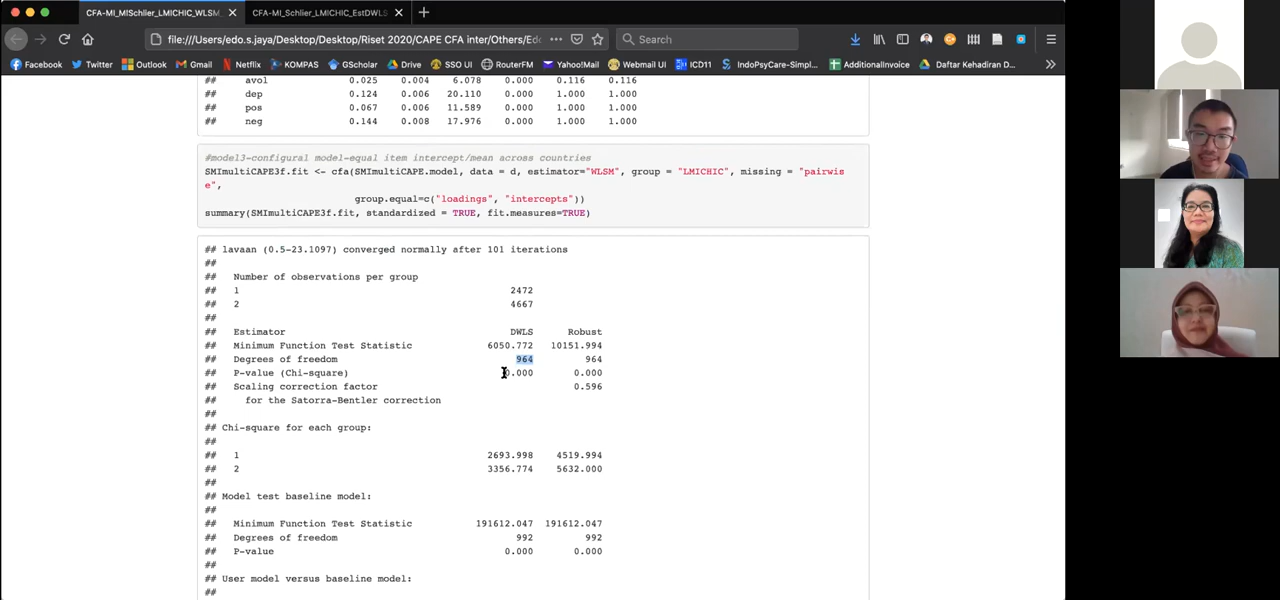 CFA-MI_MISchlier_LMICHIC_WLSM
CFA-MI_Schlier_LMICHIC_EstDWLS
file:///Users/edo.s.jaya/Desktop/Desktop/Riset 2020/CAPE CFA inter/Others/Ed
Search
Facebook Twitter Outlook Gmail Netflix KOMPAS GScholar Drive SSO UI RouterFM Yahoo!Mail Webmail UI ICD11 IndoPsyCare-Simpl... AdditionalInvoice Daftar Kehadiran D...
## avol 0.025 0.004 6.078 0.000 0.116 0.116
## dep 0.124 0.006 20.110 0.000 1.000 1.000
## pos 0.067 0.006 11.589 0.000 1.000 1.000
## neg 0.144 0.008 17.976 0.000 1.000 1.000
#model3-configural model-equal item intercept/mean across countries
SMImultiCAPE3f.fit <- cfa(SMImultiCAPE.model, data = d, estimator="WLSM", group = "LMICHIC", missing = "pairwis
e",
group.equal=c("loadings", "intercepts"))
summary(SMImultiCAPE3f.fit, standardized = TRUE, fit.measures=TRUE)
## lavaan (0.5-23.1097) converged normally after 101 iterations
##
## Number of observations per group
## 1 2472
## 2 4667
##
## Estimator DWLS Robust
## Minimum Function Test Statistic 6050.772 10151.994
## Degrees of freedom 964 964
## P-value (Chi-square) 0.000 0.000
## Scaling correction factor 0.596
## for the Satorra-Bentler correction
##
## Chi-square for each group:
##
## 1 2693.998 4519.994
## 2 3356.774 5632.000
##
## Model test baseline model:
##
## Minimum Function Test Statistic 191612.047 191612.047
## Degrees of freedom 992 992
## P-value 0.000 0.000
##
## User model versus baseline model:
##